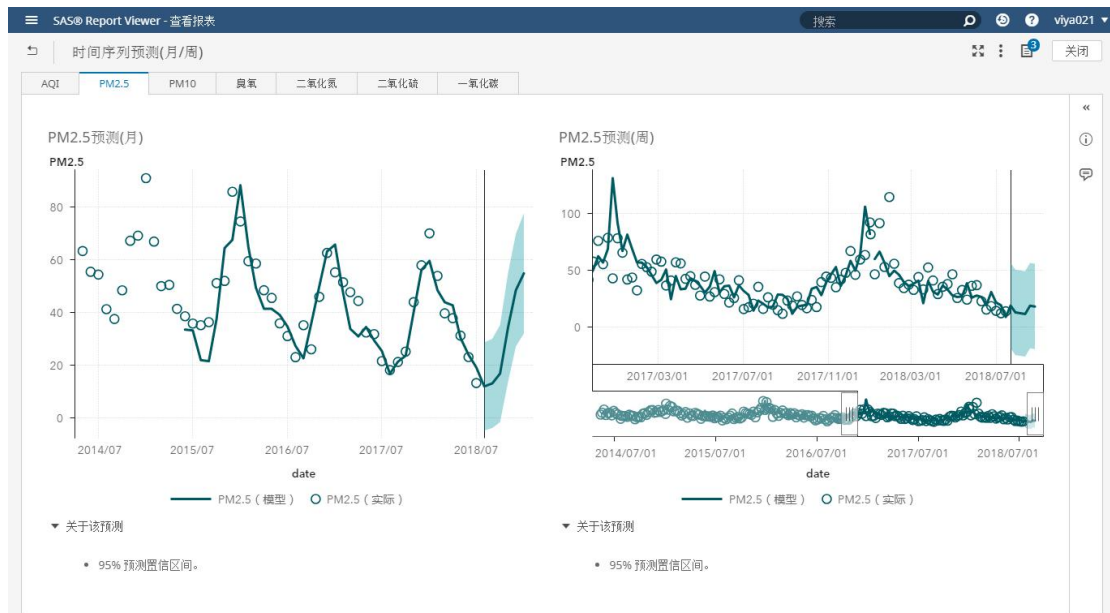 SAS® Report Viewer - 查看报表
搜索
viya021
时间序列预测(月/周)
3
关闭
AQI PM2.5 PM10 臭氧 二氧化氮 二氧化硫 一氧化碳
PM2.5预测(月)
PM2.5
80
60
40
20
0
2014/07 2015/07 2016/07 2017/07 2018/07
date
PM2.5（模型） PM2.5（实际）
关于该预测
95% 预测置信区间。
PM2.5预测(周)
PM2.5
100
50
0
2017/03/01 2017/07/01 2017/11/01 2018/03/01 2018/07/01
2014/07/01 2015/07/01 2016/07/01 2017/07/01 2018/07/01
date
PM2.5（模型） PM2.5（实际）
关于该预测
95% 预测置信区间。